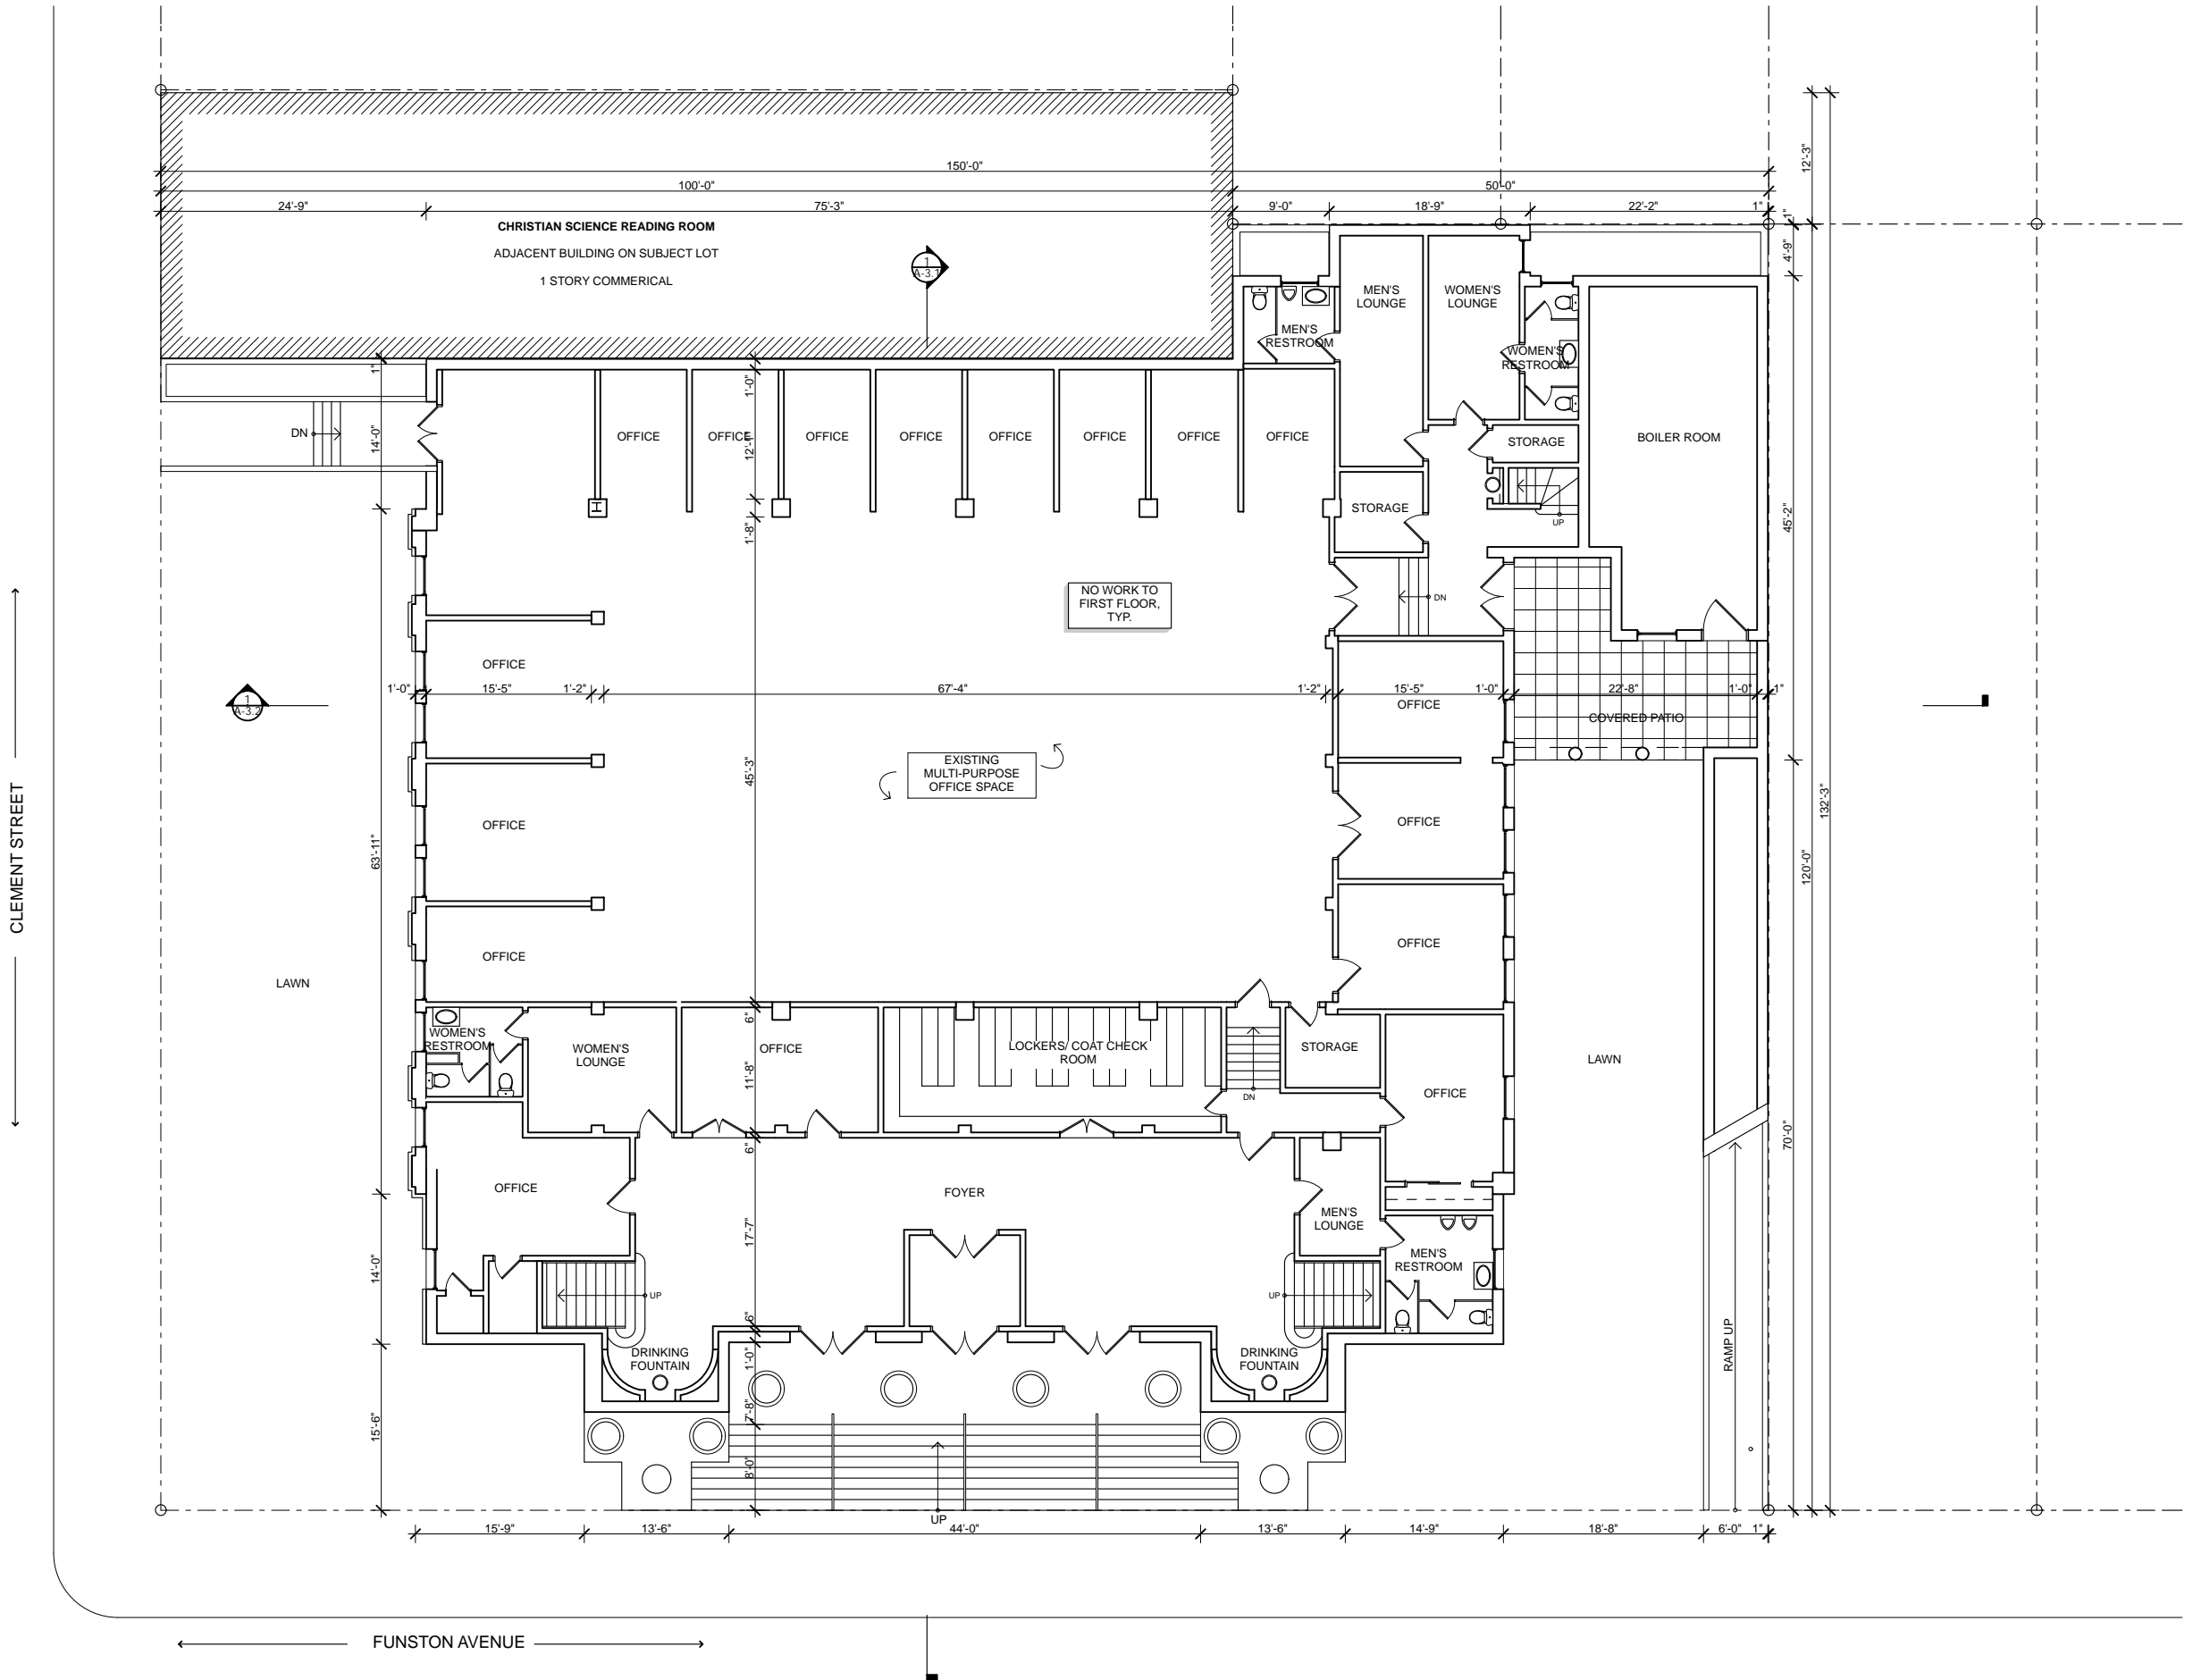 12'-3"
150'-0"
100'-0"
50'-0"
24'-9"
75'-3"
9'-0"
18'-9"
22'-2"
1"
1"
4'-9"
CHRISTIAN SCIENCE READING ROOM
ADJACENT BUILDING ON SUBJECT LOT
1 STORY COMMERICAL
1
A-3.1
MEN'S
LOUNGE
WOMEN'S
LOUNGE
MEN'S
RESTROOM
WOMEN'S
RESTROOM
1"
1'-0"
DN
14'-0"
OFFICE
OFFICE
12'-1"
OFFICE
OFFICE
OFFICE
OFFICE
OFFICE
OFFICE
STORAGE
BOILER ROOM
STORAGE
UP
1'-8"
45'-2"
NO WORK TO
FIRST FLOOR,
TYP.
DN
OFFICE
1'-0"
15'-5"
1'-2"
67'-4"
1'-2"
15'-5"
1'-0"
22'-8"
1'-0"
1"
OFFICE
COVERED PATIO
1
A-3.2
EXISTING
MULTI-PURPOSE
OFFICE SPACE
45'-3"
132'-3"
CLEMENT STREET
63'-11"
OFFICE
OFFICE
120'-0"
OFFICE
OFFICE
LAWN
6"
WOMEN'S
RESTROOM
WOMEN'S
LOUNGE
OFFICE
11'-8"
LOCKERS/ COAT CHECK
ROOM
STORAGE
DN
OFFICE
LAWN
70'-0"
6"
OFFICE
FOYER
MEN'S
LOUNGE
17'-7"
14'-0"
MEN'S
RESTROOM
UP
UP
6"
RAMP UP
DRINKING
FOUNTAIN
1'-0"
DRINKING
FOUNTAIN
7'-8"
15'-6"
8'-0"
UP
15'-9"
13'-6"
44'-0"
13'-6"
14'-9"
18'-8"
6'-0"
1"
FUNSTON AVENUE